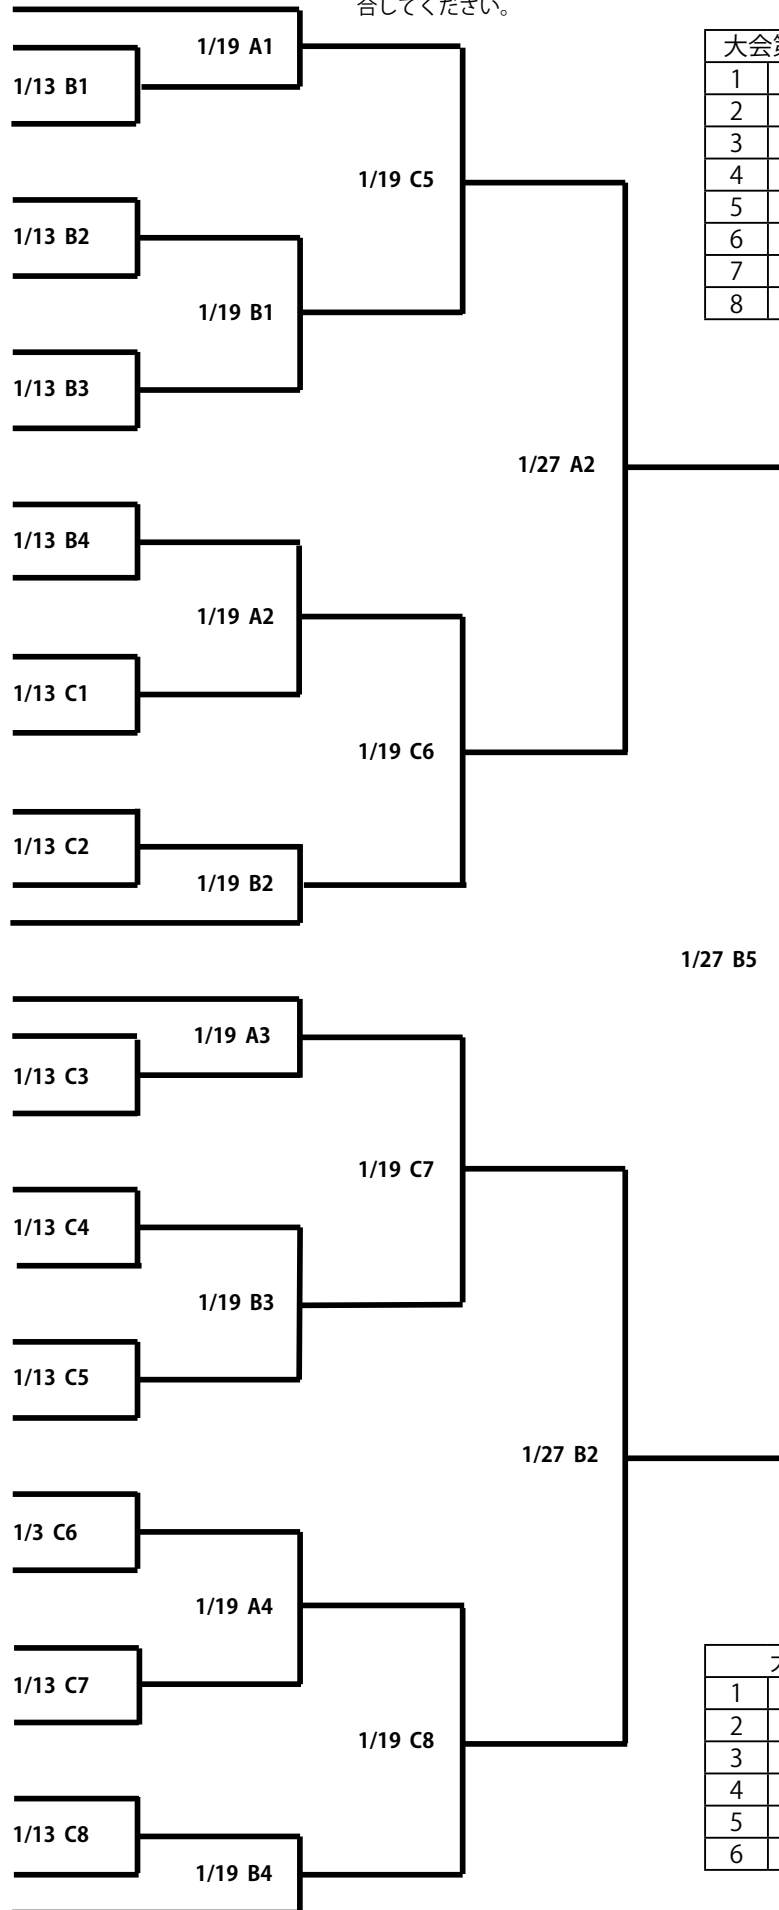 合してください。
1/19 A1
大会第
1/13 B1
1
2
3
1/19 C5
4
5
1/13 B2
6
7
8
1/19 B1
1/13 B3
1/27 A2
1/13 B4
1/19 A2
1/13 C1
1/19 C6
1/13 C2
1/19 B2
1/27 B5
1/19 A3
1/13 C3
1/19 C7
1/13 C4
1/19 B3
1/13 C5
1/27 B2
1/3 C6
1/19 A4
1/13 C7
1
2
1/19 C8
3
4
1/13 C8
5
6
1/19 B4